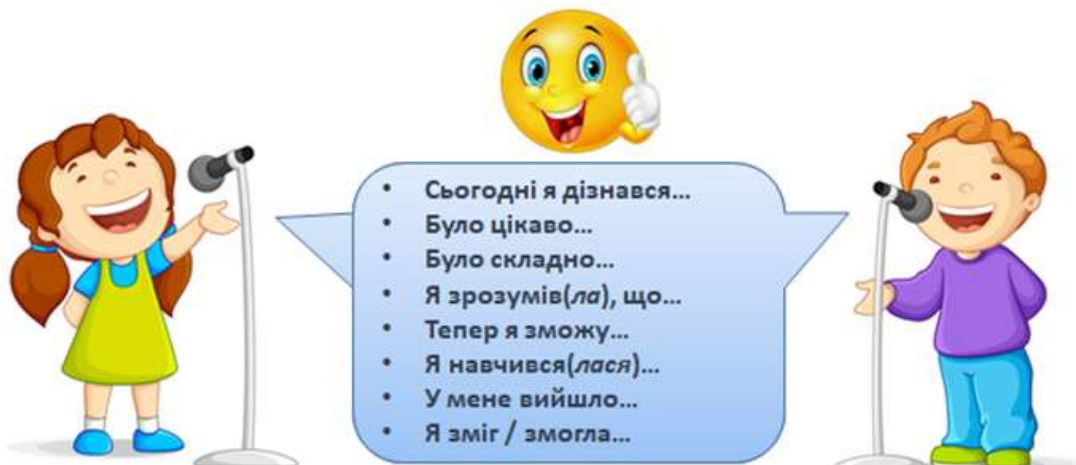 • Сьогодні я дізнався...
• Було цікаво...
• Було складно...
• Я зрозумів(ла), що...
• Тепер я зможу...
• Я навчився(лася)...
• У мене вийшло...
• Я зміг / змогла...